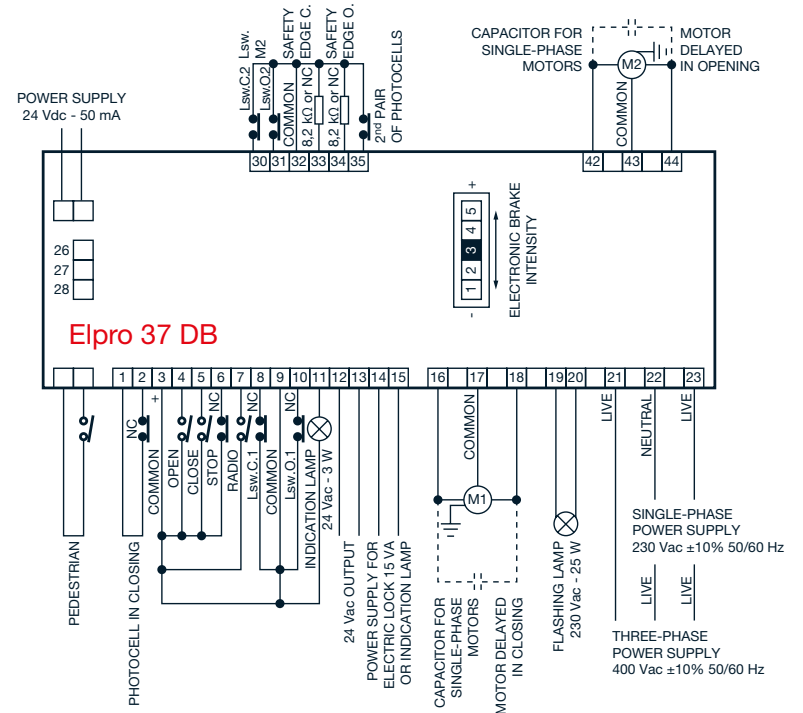 POWER SUPPLY
24 Vdc - 50 mA
Lsw.C.2
Lsw.O.2
Lsw.
M2
COMMON
SAFETY
EDGE C.
8,2 kΩ or NC
SAFETY
EDGE O.
8,2 kΩ or NC
2nd PAIR
OF PHOTOCELLS
CAPACITOR FOR
SINGLE-PHASE
MOTORS
M2
MOTOR
DELAYED
IN OPENING
COMMON
30 31 32 33 34 35
42 43 44
26
27
28
+
5
4
3
2
1
-
ELECTRONIC BRAKE
INTENSITY
Elpro 37 DB
1 2 3 4 5 6 7 8 9 10 11 12 13 14 15
16 17 18 19 20 21 22 23
PEDESTRIAN
PHOTOCELL IN CLOSING
NC
COMMON +
OPEN
CLOSE
STOP
NC
RADIO
Lsw.C.1
NC
COMMON
Lsw.O.1
NC
INDICATION LAMP
24 Vac - 3 W
24 Vac OUTPUT
POWER SUPPLY FOR
ELECTRIC LOCK 15 VA
OR INDICATION LAMP
COMMON
M1
CAPACITOR FOR
SINGLE-PHASE
MOTORS
MOTOR DELAYED
IN CLOSING
FLASHING LAMP
230 Vac - 25 W
LIVE
NEUTRAL
LIVE
SINGLE-PHASE
POWER SUPPLY
230 Vac ±10% 50/60 Hz
LIVE
LIVE
THREE-PHASE
POWER SUPPLY
400 Vac ±10% 50/60 Hz